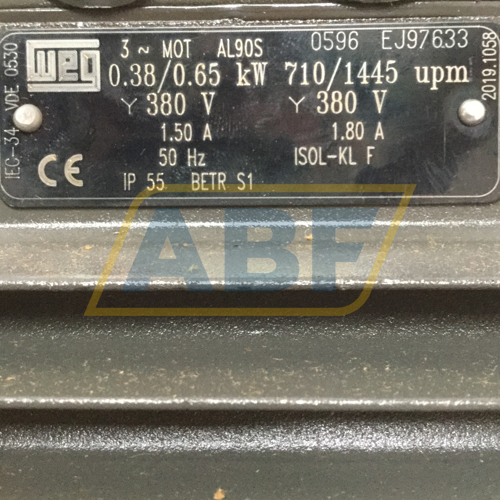 WEG
3 ~ MOT AL90S 0596 EJ97633
0.38/0.65 kW 710/1445 upm
Y 380 V Y 380 V
1.50 A 1.80 A
50 Hz ISOL-KL F
IP 55 BETR S1
CE
IEC-34 VDE 0530
2019.1058
ABF